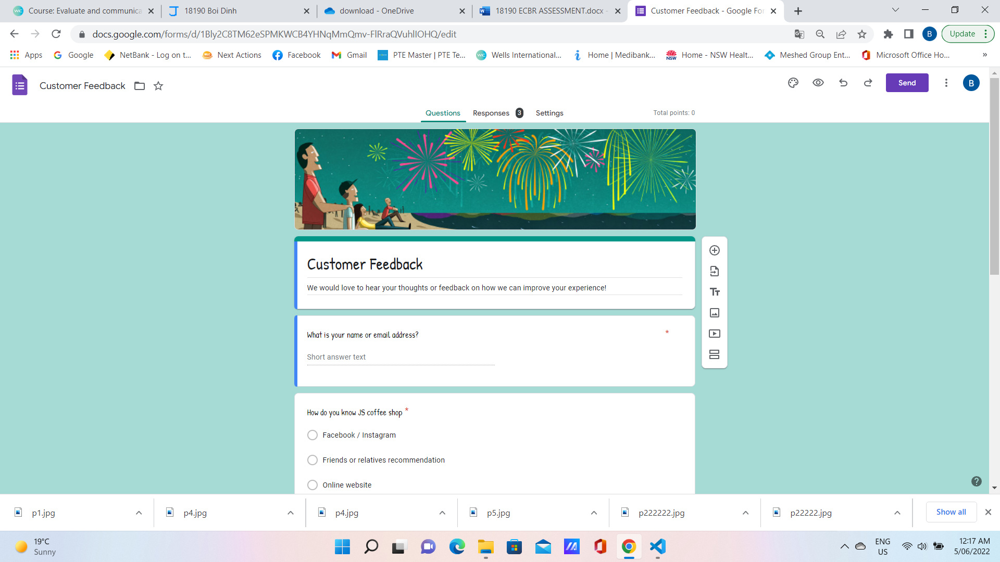 Course: Evaluate and communica
18190 Boi Dinh
download - OneDrive
18190 ECBR ASSESSMENT.docx -
Customer Feedback - Google For
docs.google.com/forms/d/1Bly2C8TM62eSPMKWCB4YHNqMmQmv-FlRraQVuhlIOHQ/edit
B
Update
Apps
Google
NetBank - Log on t...
Next Actions
Facebook
Gmail
PTE Master | PTE Te...
Wells International...
Home | Medibank...
Home - NSW Healt...
Meshed Group Ent...
Microsoft Office Ho...
»
Customer Feedback
Send
B
Questions
Responses 3
Settings
Total points: 0
Customer Feedback
We would love to hear your thoughts or feedback on how we can improve your experience!
What is your name or email address? *
Short answer text
How do you know JS coffee shop *
Facebook / Instagram
Friends or relatives recommendation
Online website
p1.jpg
p4.jpg
p4.jpg
p5.jpg
p222222.jpg
p22222.jpg
Show all
19°C
Sunny
ENG
US
12:17 AM
5/06/2022